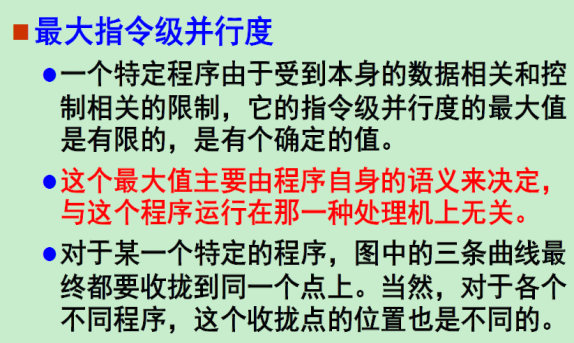 最大指令级并行度
一个特定程序由于受到本身的数据相关和控
制相关的限制，它的指令级并行度的最大值
是有限的，是有个确定的值。
这个最大值主要由程序自身的语义来决定，
与这个程序运行在那一种处理机上无关。
对于某一个特定的程序，图中的三条曲线最
终都要收拢到同一个点上。当然，对于各个
不同程序，这个收拢点的位置也是不同的。